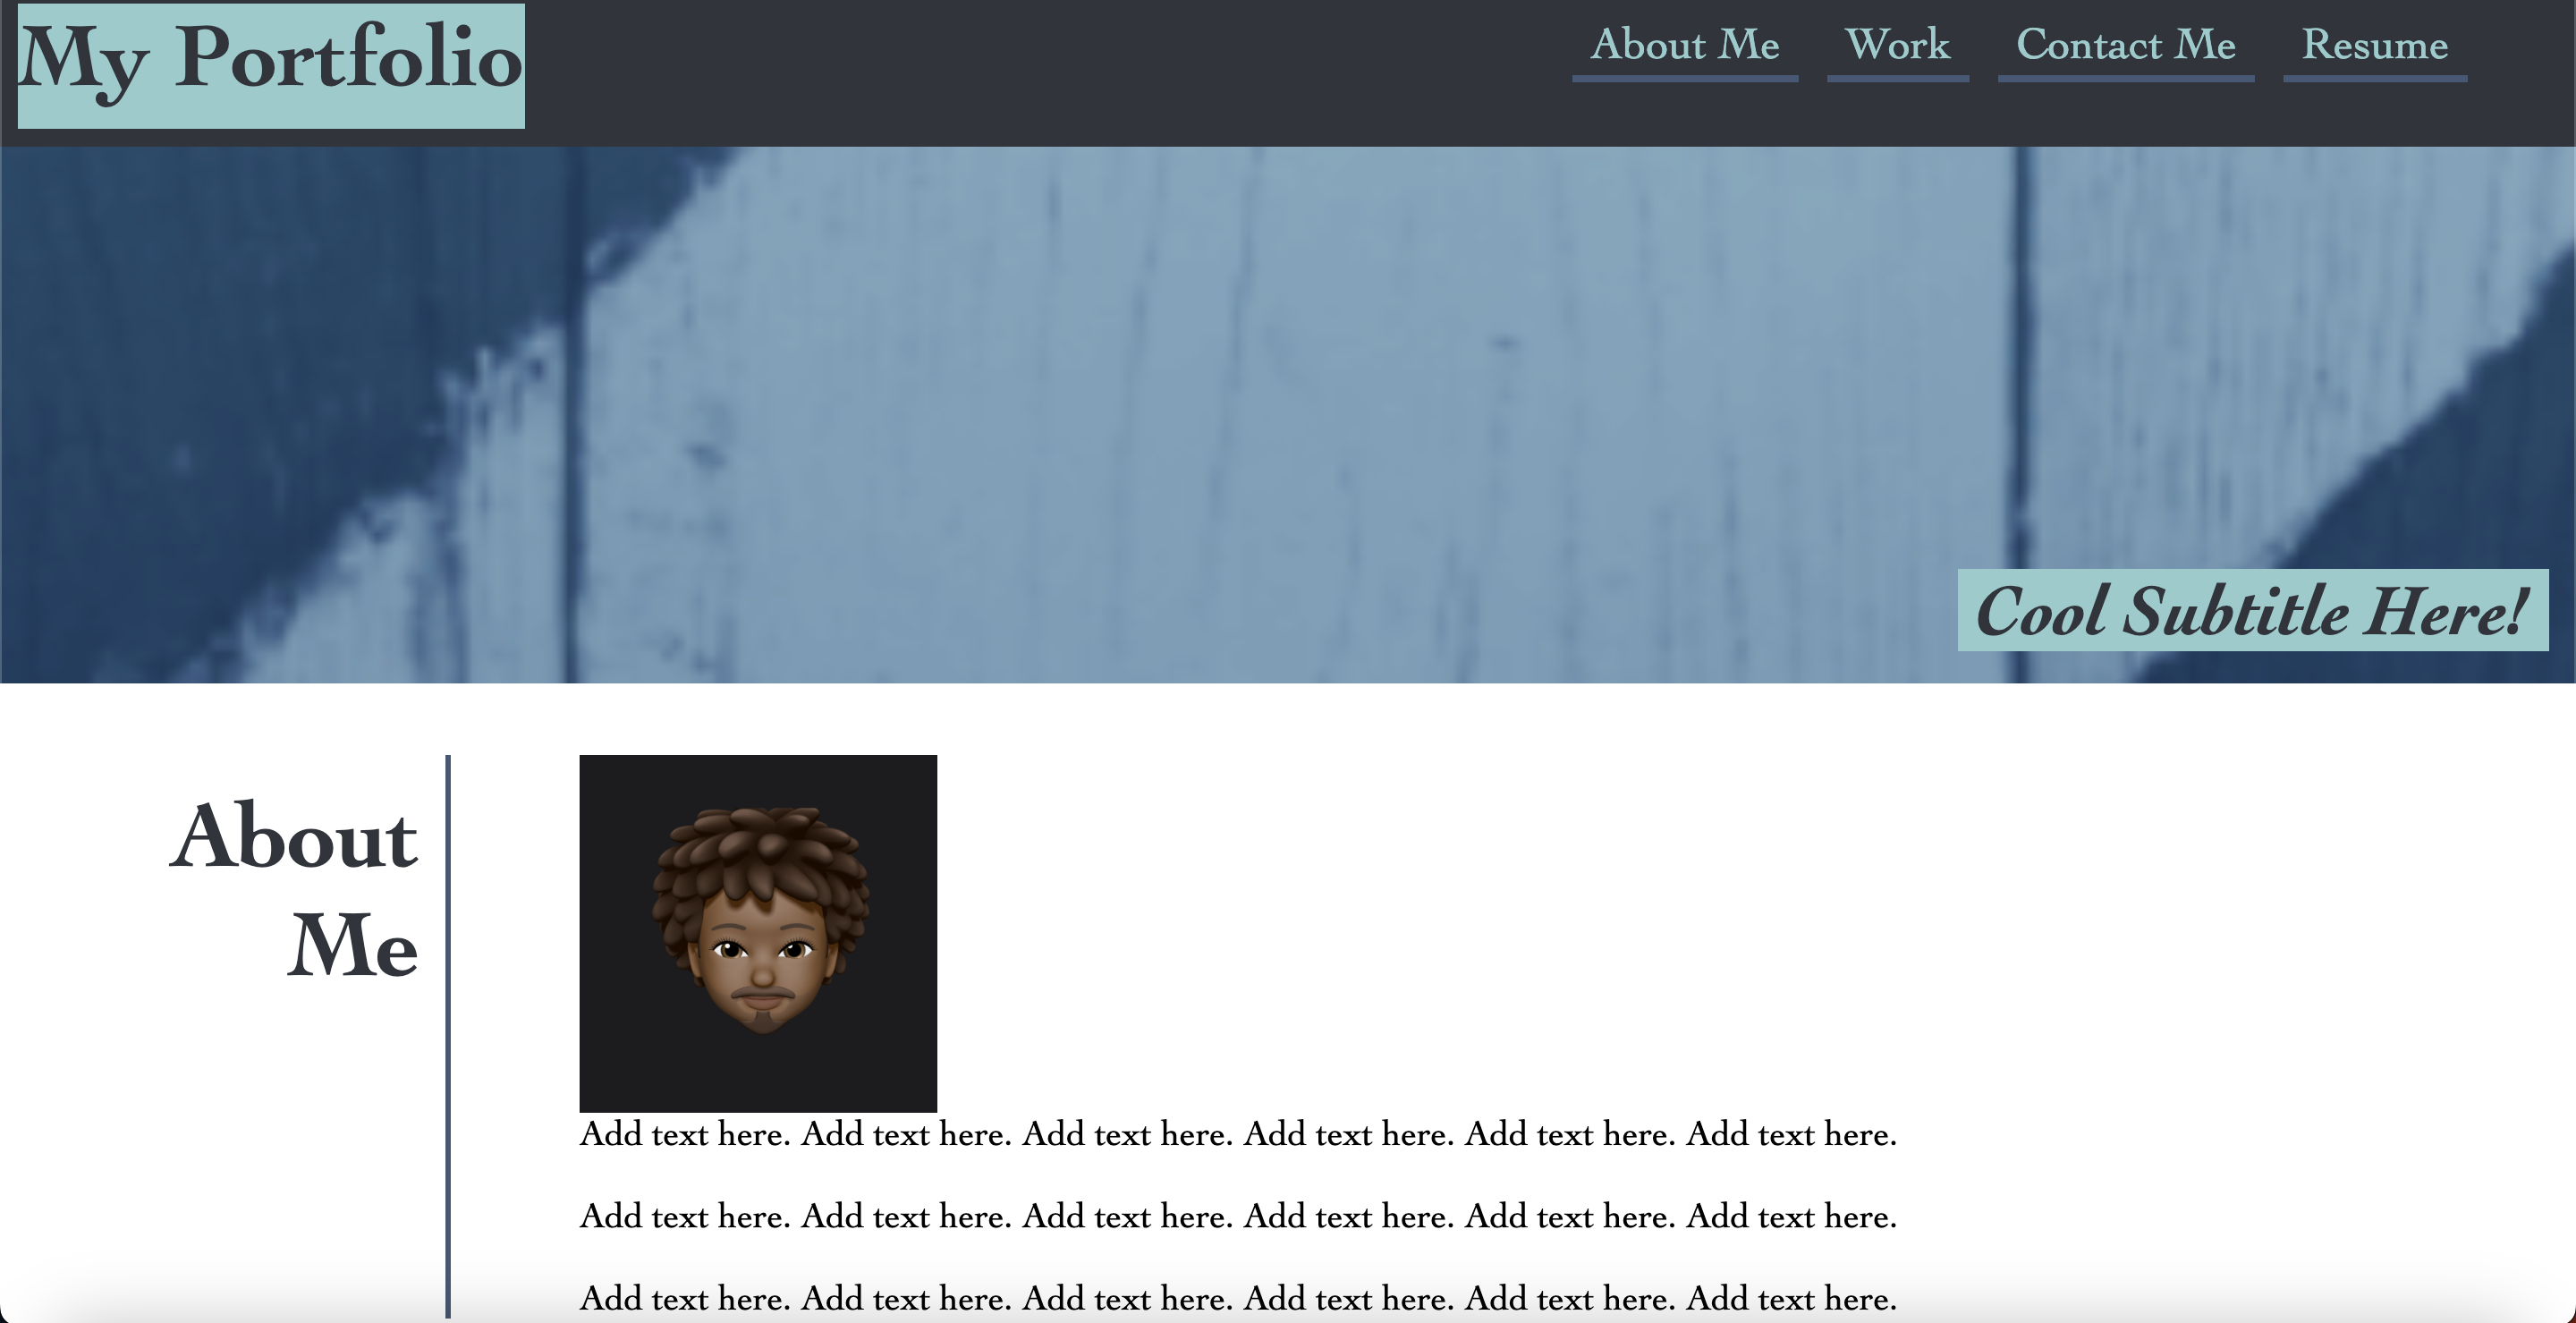 My Portfolio
About Me Work Contact Me Resume
Cool Subtitle Here!
About
Me
Add text here. Add text here. Add text here. Add text here. Add text here. Add text here.
Add text here. Add text here. Add text here. Add text here. Add text here. Add text here.
Add text here. Add text here. Add text here. Add text here. Add text here. Add text here.